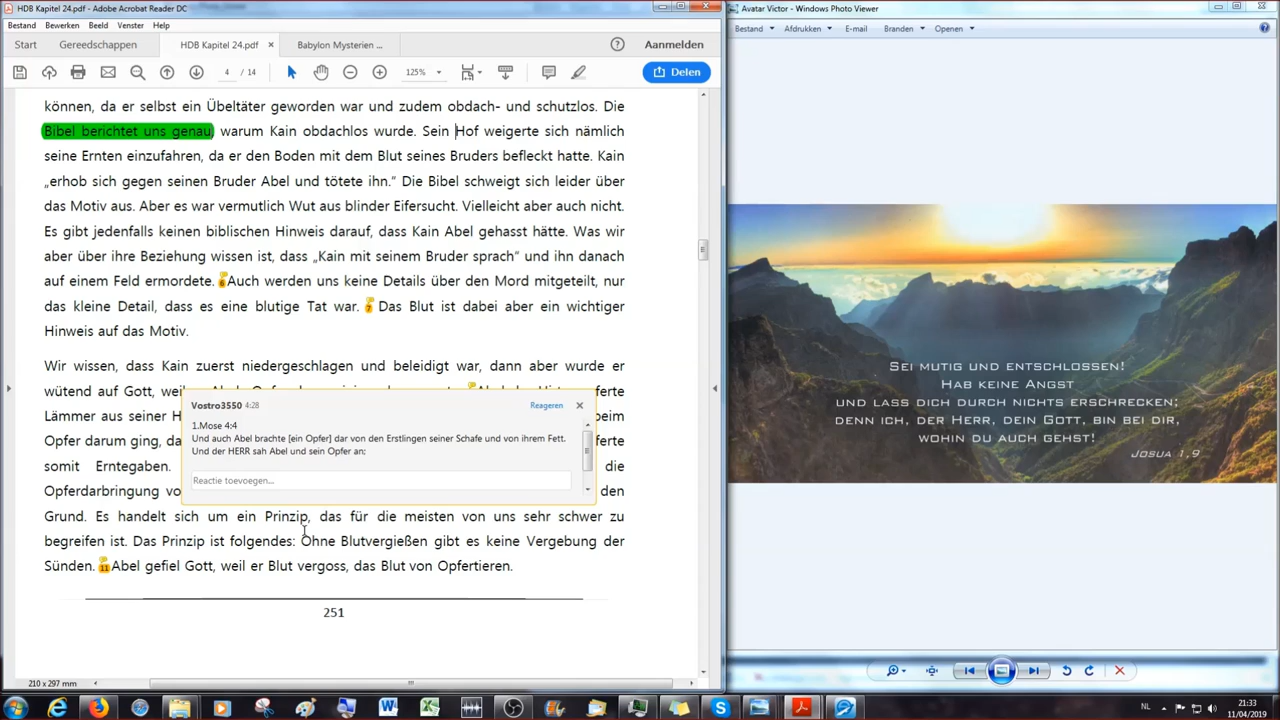 HDB Kapitel 24.pdf - Adobe Acrobat Reader DC
Bestand Bewerken Beeld Venster Help
Start Gereedschappen HDB Kapitel 24.pdf × Babylon Mysterien ... Anmelden
4 / 14 125% Delen
können, da er selbst ein Übeltäter geworden war und zudem obdach- und schutzlos. Die
Bibel berichtet uns genau, warum Kain obdachlos wurde. Sein Hof weigerte sich nämlich
seine Ernten einzufahren, da er den Boden mit dem Blut seines Bruders befleckt hatte. Kain
„erhob sich gegen seinen Bruder Abel und tötete ihn.“ Die Bibel schweigt sich leider über
das Motiv aus. Aber es war vermutlich Wut aus blinder Eifersucht. Vielleicht aber auch nicht.
Es gibt jedenfalls keinen biblischen Hinweis darauf, dass Kain Abel gehasst hätte. Was wir
aber über ihre Beziehung wissen ist, dass „Kain mit seinem Bruder sprach“ und ihn danach
auf einem Feld ermordete. 6 Auch werden uns keine Details über den Mord mitgeteilt, nur
das kleine Detail, dass es eine blutige Tat war. 7 Das Blut ist dabei aber ein wichtiger
Hinweis auf das Motiv.
Wir wissen, dass Kain zuerst niedergeschlagen und beleidigt war, dann aber wurde er
wütend auf Gott,
Lämmer aus seiner
Opfer darum ging, da
somit Erntegaben. die
Opferdarbringung den
Vostro3550 4:28 Reageren ×
1.Mose 4:4
Und auch Abel brachte [ein Opfer] dar von den Erstlingen seiner Schafe und von ihrem Fett.
Und der HERR sah Abel und sein Opfer an;
Reactie toevoegen...
Grund. Es handelt sich um ein Prinzip, das für die meisten von uns sehr schwer zu
begreifen ist. Das Prinzip ist folgendes: Ohne Blutvergießen gibt es keine Vergebung der
Sünden. 11 Abel gefiel Gott, weil er Blut vergoss, das Blut von Opfertieren.
251
210 x 297 mm
Avatar Victor - Windows Photo Viewer
Bestand Afdrukken E-mail Branden Openen
Sei mutig und entschlossen!
Hab keine Angst
und lass dich durch nichts erschrecken;
denn ich, der Herr, dein Gott, bin bei dir,
wohin du auch gehst!
Josua 1,9
NL 21:33
11/04/2019